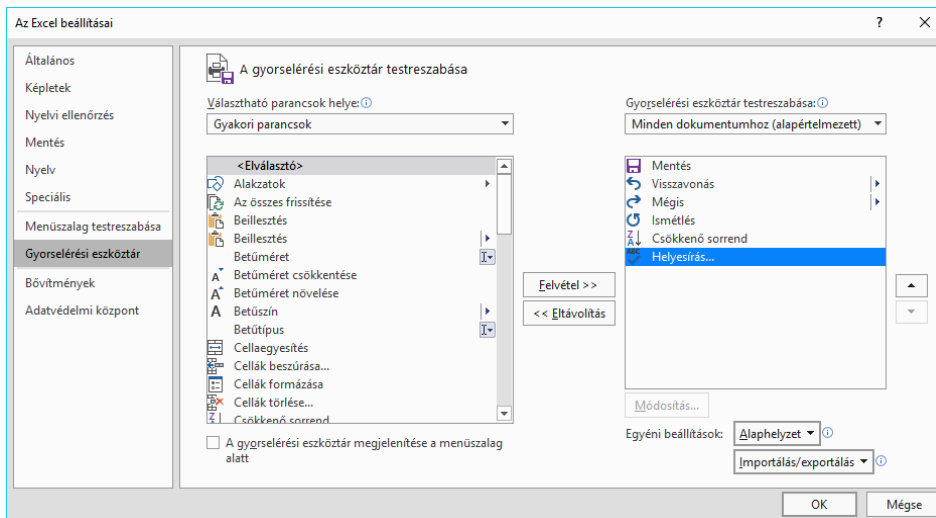 Az Excel beállításai
?
Általános
Képletek
Nyelvi ellenőrzés
Mentés
Nyelv
Speciális
Menüszalag testreszabása
Gyorselérési eszköztár
Bővítmények
Adatvédelmi központ
A gyorselérési eszköztár testreszabása
Választható parancsok helye:
Gyakori parancsok
<Elválasztó>
Alakzatok
Az összes frissítése
Beillesztés
Beillesztés
Betűméret
Betűméret csökkentése
Betűméret növelése
Betűszín
Betűtípus
Cellaegyesítés
Cellák beszúrása...
Cellák formázása
Cellák törlése...
Csökkenő sorrend
A gyorselérési eszköztár megjelenítése a menüszalag
alatt
Felvétel >>
<< Eltávolítás
Gyorselérési eszköztár testreszabása:
Minden dokumentumhoz (alapértelmezett)
Mentés
Visszavonás
Mégis
Ismétlés
Csökkenő sorrend
Helyesírás...
Módosítás...
Egyéni beállítások: Alaphelyzet
Importálás/exportálás
OK
Mégse